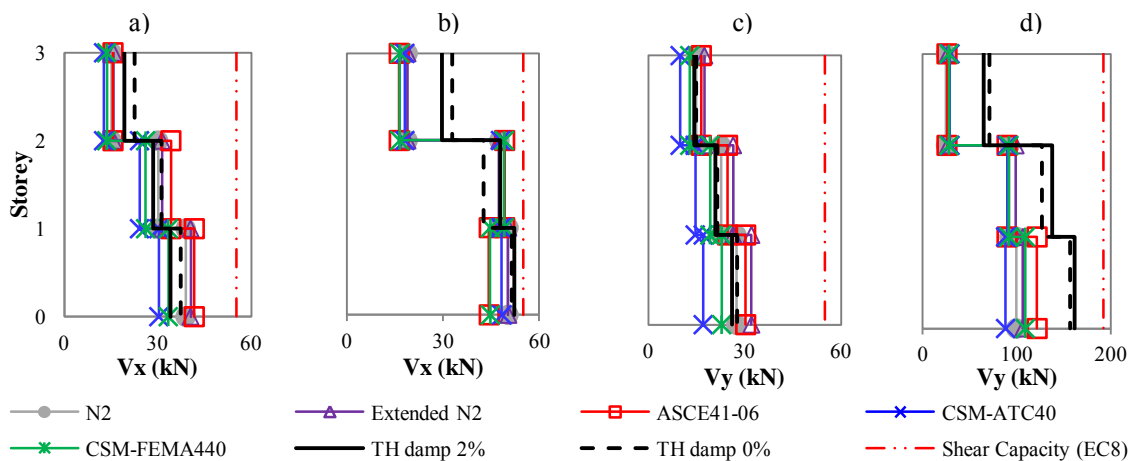 a) b) c) d)
Storey
3
2
1
0
0 30 60
0 30 60
0 30 60
0 100 200
Vx (kN) Vx (kN) Vy (kN) Vy (kN)
N2 Extended N2 ASCE41-06 CSM-ATC40
CSM-FEMA440 TH damp 2% TH damp 0% Shear Capacity (EC8)